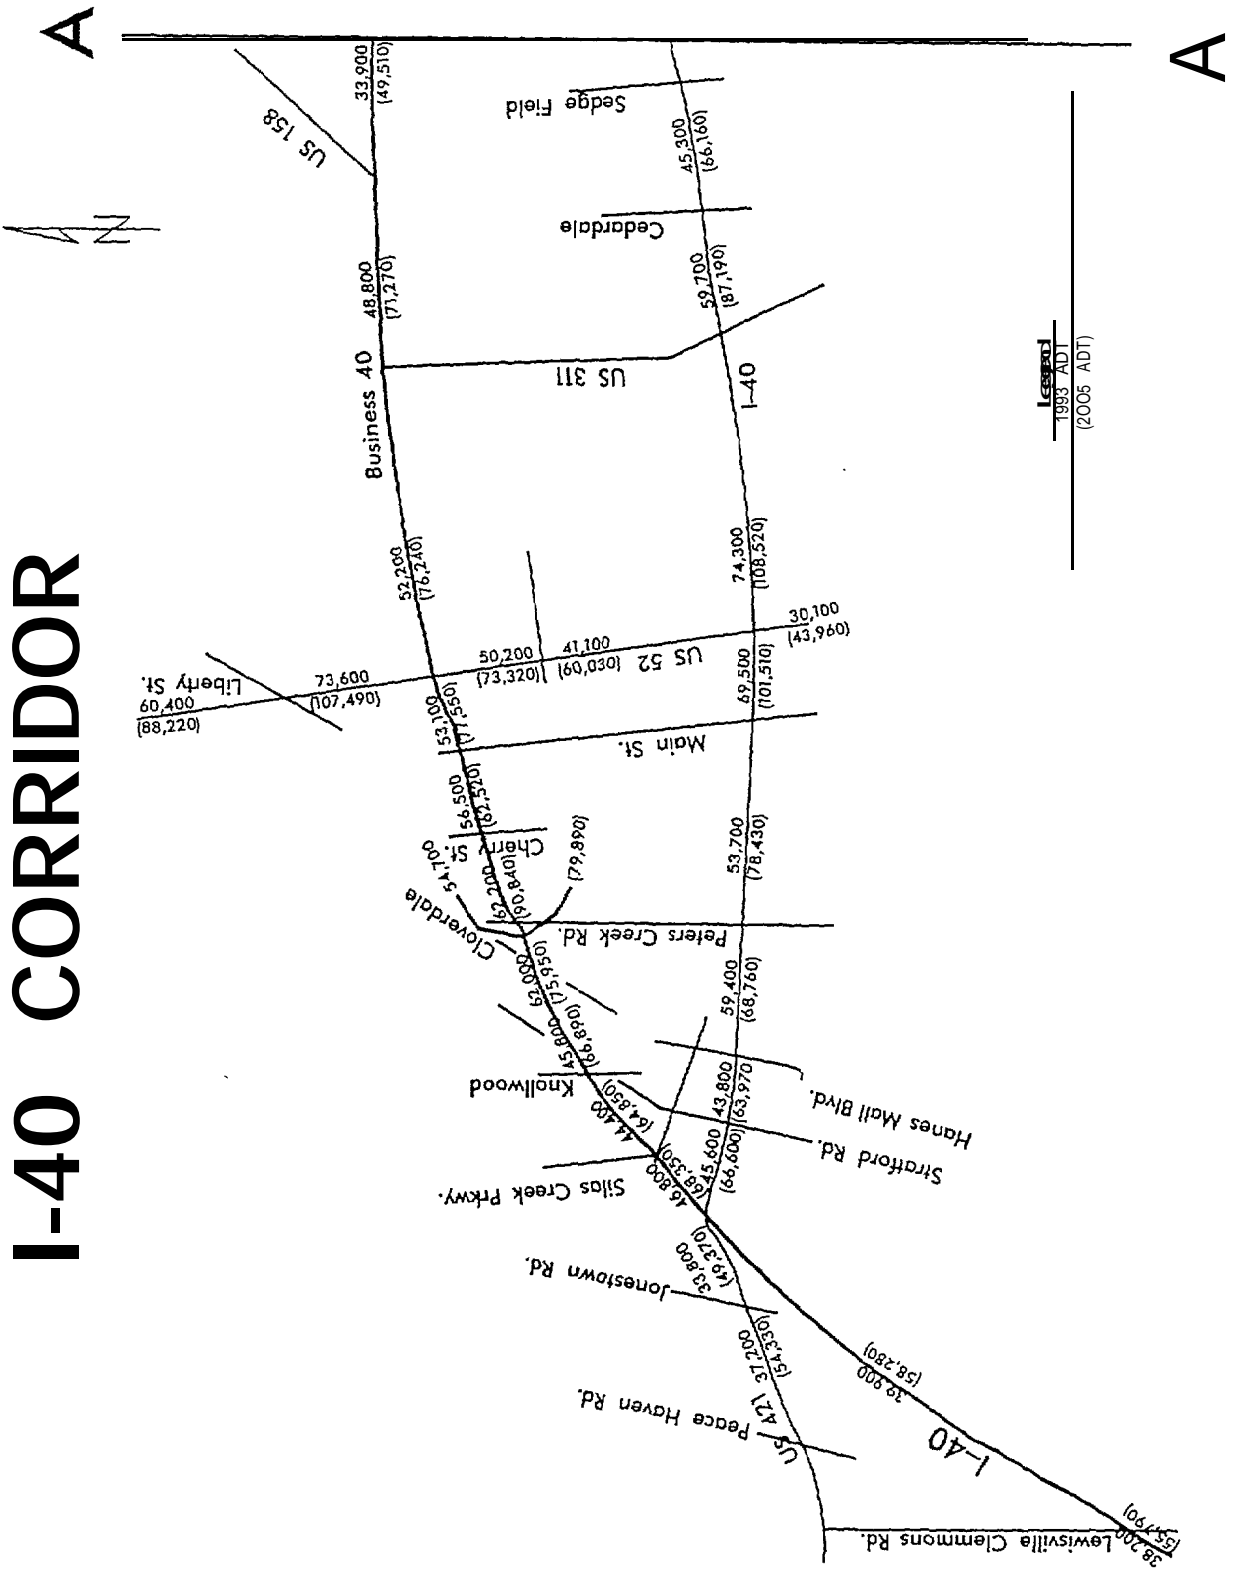 I-40 CORRIDOR
A
A
US 158
33,900
(49,510)
Sedge Field
45,300
(66,160)
Cedardale
59,700
(87,190)
48,800
(71,270)
Business 40
US 311
I-40
Legend
1993 ADT
(2005 ADT)
N
52,200
(76,240)
74,300
(108,520)
30,100
(43,960)
US 52
41,100
(60,030)
50,200
(73,320)
73,600
(107,490)
Liberty St.
60,400
(88,220)
53,100
(77,550)
69,500
(101,510)
Main St.
56,500
(62,520)
Cherry St.
54,700
(79,890)
62,200
(90,840)
53,700
(78,430)
Cloverdale
Peters Creek Rd.
(75,950)
59,400
(68,760)
45,800
(66,890)
Knollwood
44,400
(64,850)
43,800
(63,970
Hanes Mall Blvd.
Stratford Rd.
45,600
(66,600)
Silas Creek Prkwy.
46,800
(68,350)
33,800
(49,370)
Jonestown Rd.
37,200
(54,330)
US 421
Peace Haven Rd.
39,900
(58,280)
I-40
Lewisville Clemmons Rd.
38,200
(55,790)